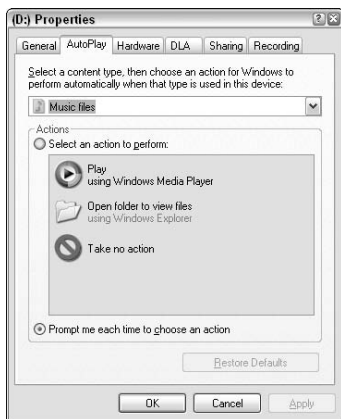 (D:) Properties
General AutoPlay Hardware DLA Sharing Recording
Select a content type, then choose an action for Windows to
perform automatically when that type is used in this device:
Music files
Actions
Select an action to perform:
Play
using Windows Media Player
Open folder to view files
using Windows Explorer
Take no action
Prompt me each time to choose an action
Restore Defaults
OK Cancel Apply